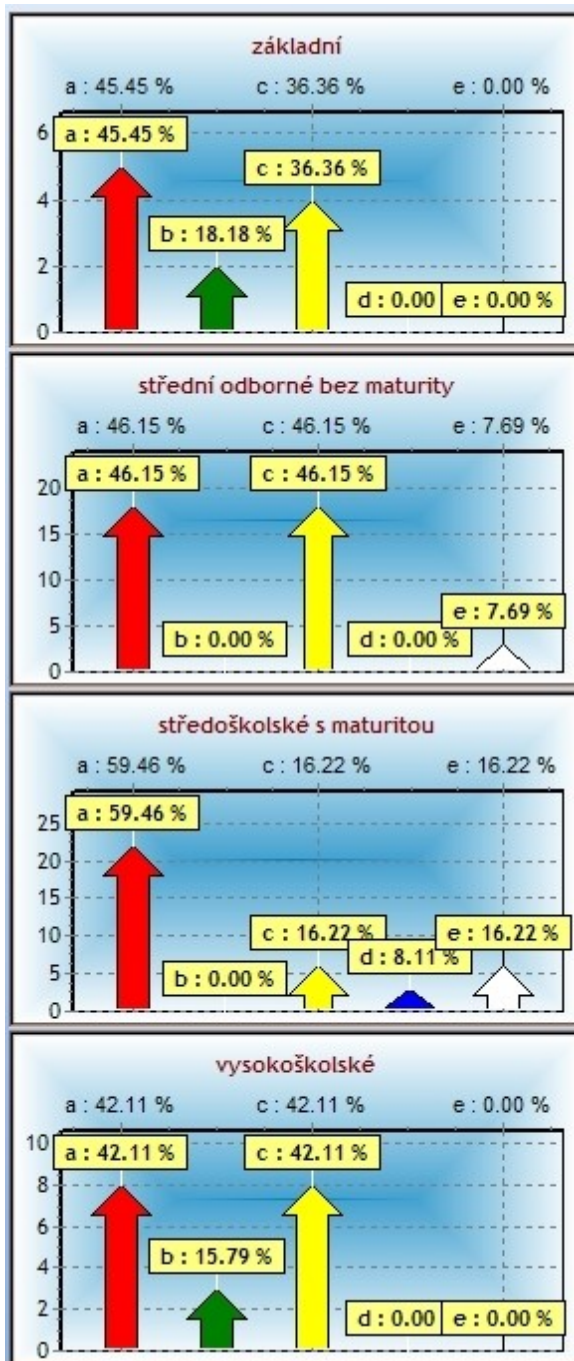 základní
a : 45.45 % c : 36.36 % e : 0.00 %
6
a : 45.45 %
c : 36.36 %
4
b : 18.18 %
2
d : 0.00 e : 0.00 %
0
střední odborné bez maturity
a : 46.15 % c : 46.15 % e : 7.69 %
a : 46.15 % c : 46.15 %
20
15
10
e : 7.69 %
5
b : 0.00 % d : 0.00 %
0
středoškolské s maturitou
a : 59.46 % c : 16.22 % e : 16.22 %
a : 59.46 %
25
20
15
10
c : 16.22 % e : 16.22 %
d : 8.11 %
5
b : 0.00 %
0
vysokoškolské
a : 42.11 % c : 42.11 % e : 0.00 %
10
a : 42.11 % c : 42.11 %
8
6
b : 15.79 %
4
2
d : 0.00 e : 0.00 %
0